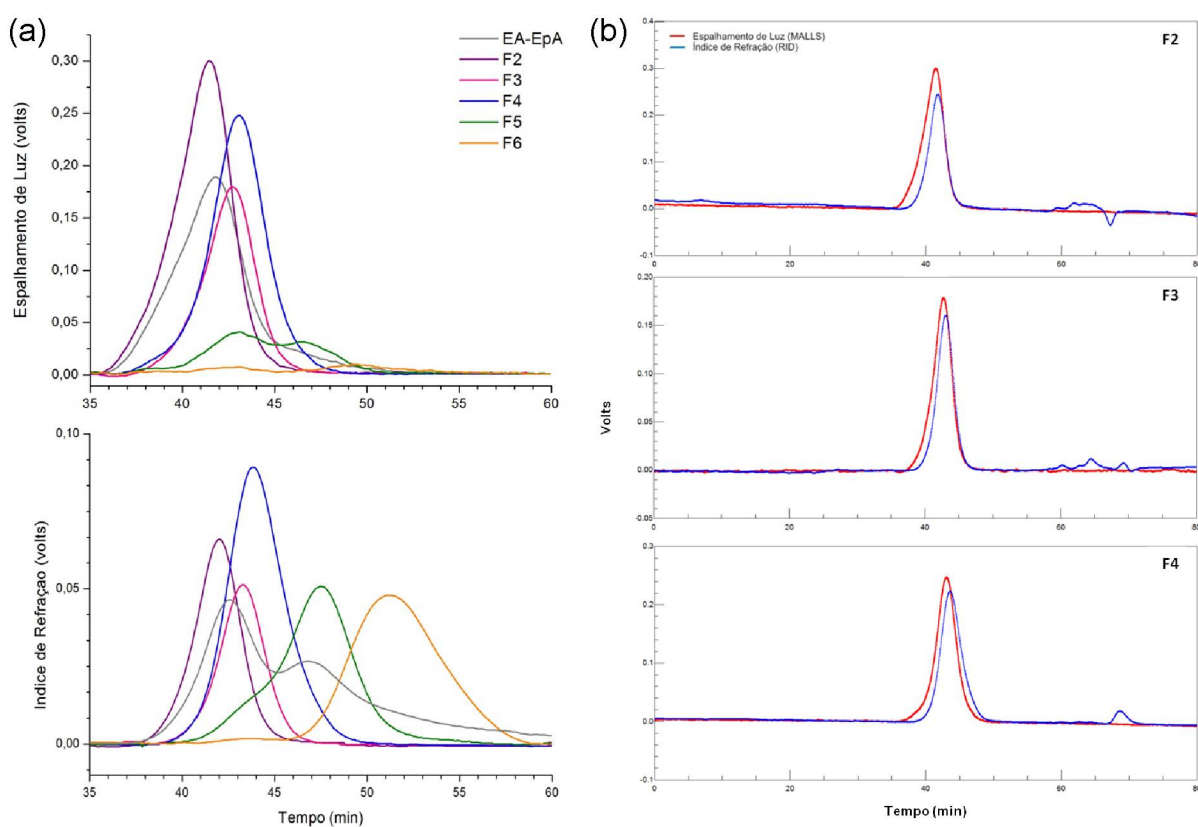 (a)
EA-EpA
F2
F3
F4
F5
F6
Espalhamento de Luz (volts)
0,30
0,25
0,20
0,15
0,10
0,05
0,00
35 40 45 50 55 60
Indice de Refração (volts)
0,10
0,05
0,00
35 40 45 50 55 60
Tempo (min)
(b)
Espalhamento de Luz (MALLS)
Índice de Refração (RID)
F2
0.4
0.3
0.2
0.1
0.0
-0.1
0 20 40 60 80
F3
Volts
0.20
0.15
0.10
0.05
0.00
-0.05
0 20 40 60 80
F4
0.3
0.2
0.1
0.0
-0.1
0 20 40 60 80
Tempo (min)